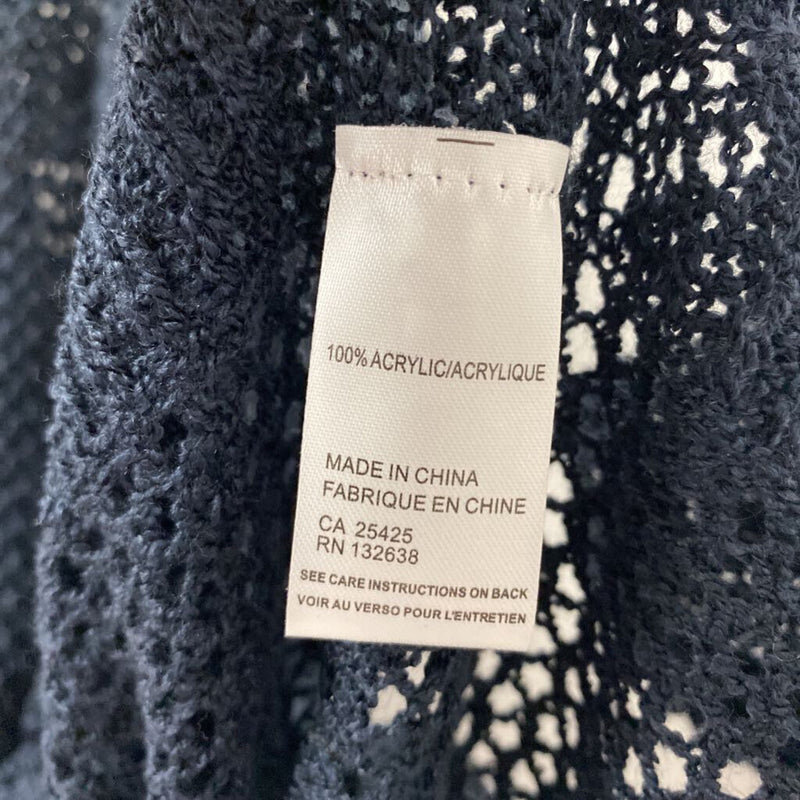 100% ACRYLIC/ACRYLIQUE
MADE IN CHINA
FABRIQUE EN CHINE
CA 25425
RN 132638
SEE CARE INSTRUCTIONS ON BACK
VOIR AU VERSO POUR L'ENTRETIEN